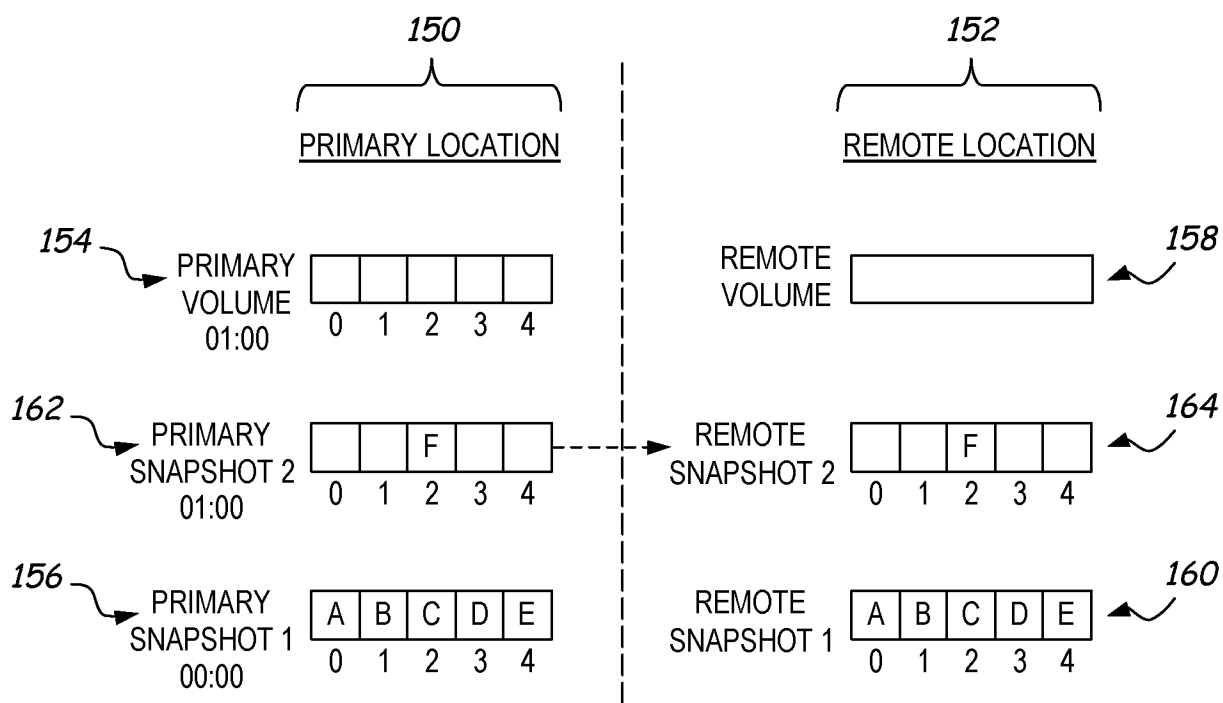 150
152
PRIMARY LOCATION
REMOTE LOCATION
154
PRIMARY
VOLUME
01:00
0 1 2 3 4
REMOTE
VOLUME
158
162
PRIMARY
SNAPSHOT 2
01:00
F
0 1 2 3 4
REMOTE
SNAPSHOT 2
F
0 1 2 3 4
164
156
PRIMARY
SNAPSHOT 1
00:00
A B C D E
0 1 2 3 4
REMOTE
SNAPSHOT 1
A B C D E
0 1 2 3 4
160